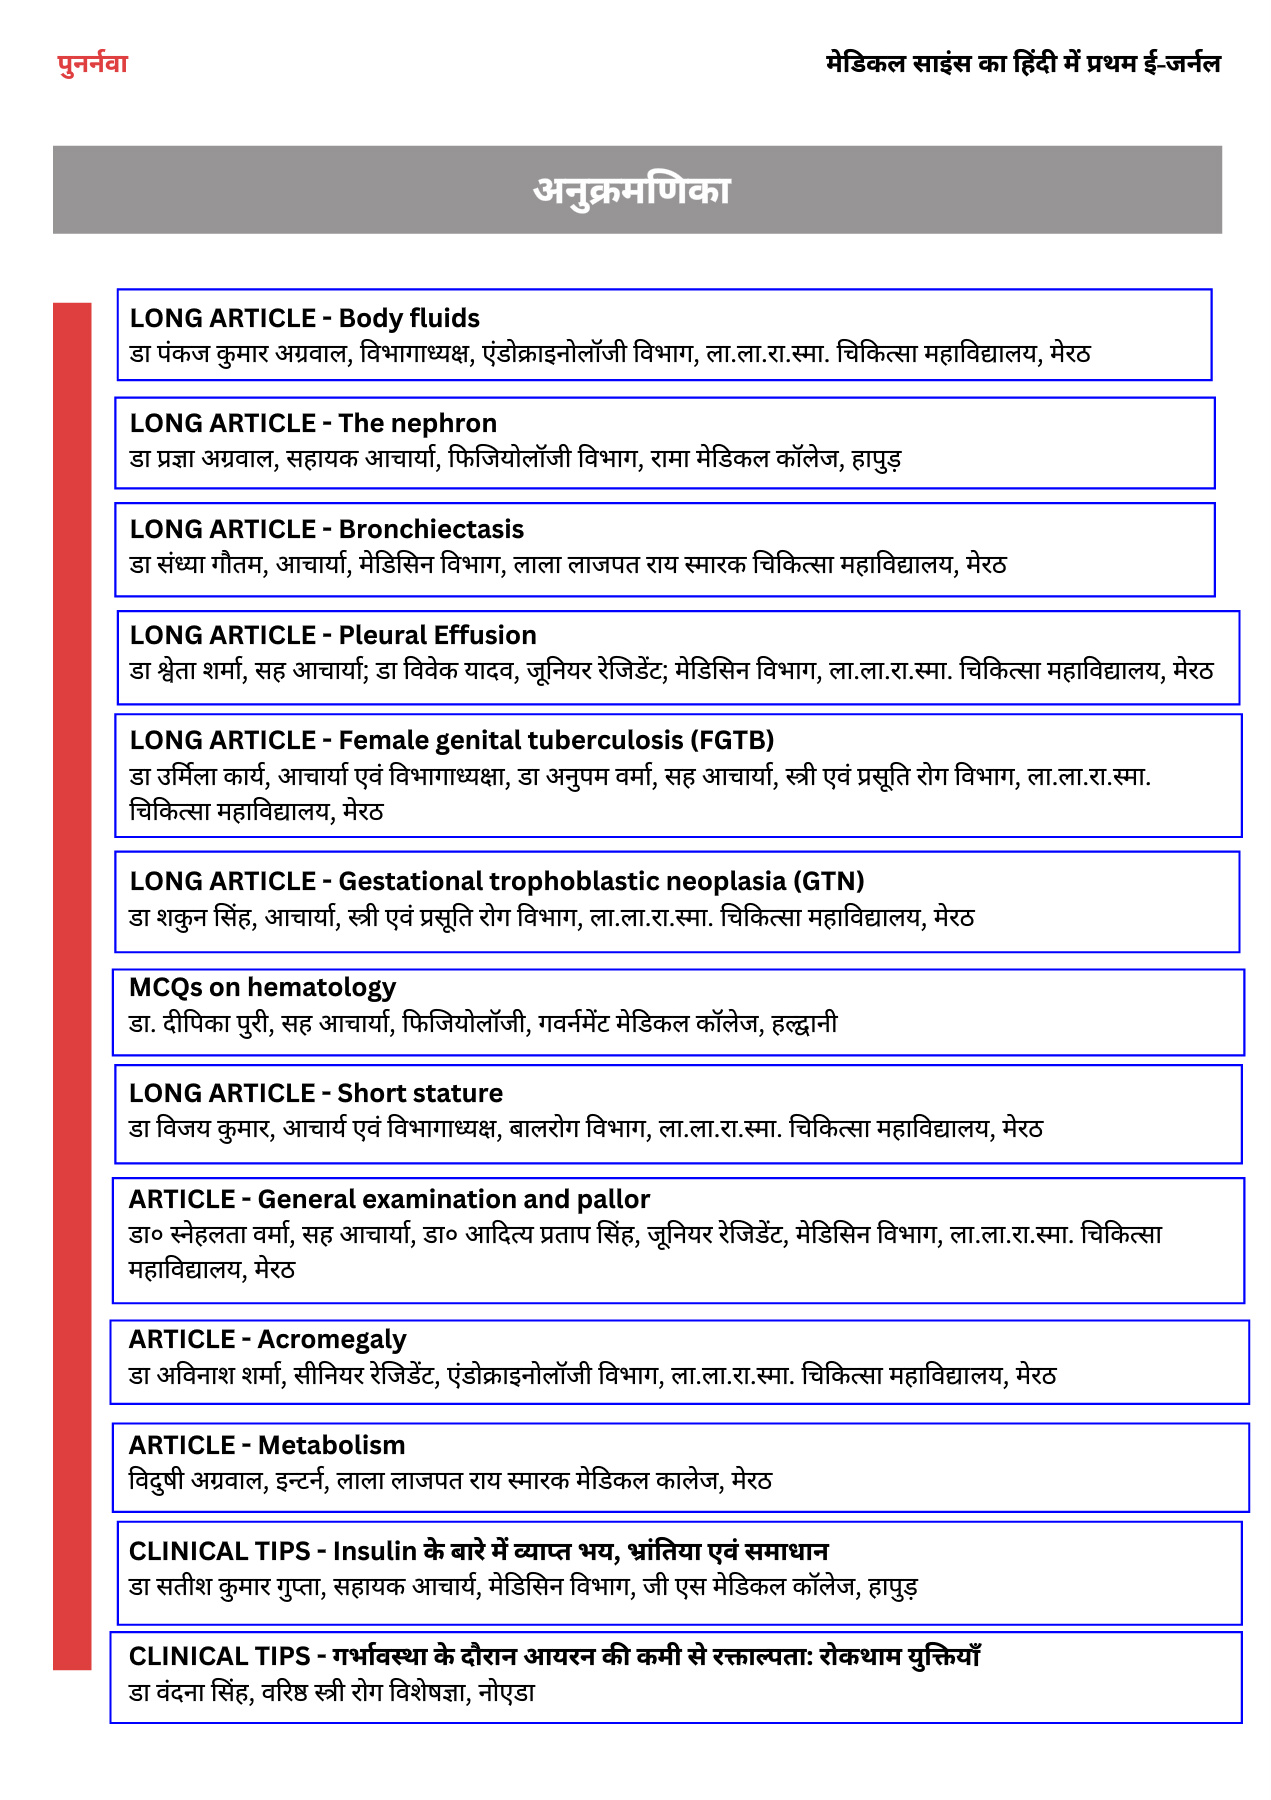 पुनर्नवा
मेडिकल साइंस का हिंदी में प्रथम ई-जर्नल
अनुक्रमणिका
LONG ARTICLE - Body fluids
डा पंकज कुमार अग्रवाल, विभागाध्यक्ष, एंडोक्राइनोलॉजी विभाग, ला.ला.रा.स्मा. चिकित्सा महाविद्यालय, मेरठ
LONG ARTICLE - The nephron
डा प्रज्ञा अग्रवाल, सहायक आचार्या, फिजियोलॉजी विभाग, रामा मेडिकल कॉलेज, हापुड़
LONG ARTICLE - Bronchiectasis
डा संध्या गौतम, आचार्या, मेडिसिन विभाग, लाला लाजपत राय स्मारक चिकित्सा महाविद्यालय, मेरठ
LONG ARTICLE - Pleural Effusion
डा श्वेता शर्मा, सह आचार्या; डा विवेक यादव, जूनियर रेजिडेंट; मेडिसिन विभाग, ला.ला.रा.स्मा. चिकित्सा महाविद्यालय, मेरठ
LONG ARTICLE - Female genital tuberculosis (FGTB)
डा उर्मिला कार्य, आचार्या एवं विभागाध्यक्षा, डा अनुपम वर्मा, सह आचार्या, स्त्री एवं प्रसूति रोग विभाग, ला.ला.रा.स्मा.
चिकित्सा महाविद्यालय, मेरठ
LONG ARTICLE - Gestational trophoblastic neoplasia (GTN)
डा शकुन सिंह, आचार्या, स्त्री एवं प्रसूति रोग विभाग, ला.ला.रा.स्मा. चिकित्सा महाविद्यालय, मेरठ
MCQs on hematology
डा. दीपिका पुरी, सह आचार्या, फिजियोलॉजी, गवर्नमेंट मेडिकल कॉलेज, हल्द्वानी
LONG ARTICLE - Short stature
डा विजय कुमार, आचार्य एवं विभागाध्यक्ष, बालरोग विभाग, ला.ला.रा.स्मा. चिकित्सा महाविद्यालय, मेरठ
ARTICLE - General examination and pallor
डा० स्नेहलता वर्मा, सह आचार्या, डा० आदित्य प्रताप सिंह, जूनियर रेजिडेंट, मेडिसिन विभाग, ला.ला.रा.स्मा. चिकित्सा
महाविद्यालय, मेरठ
ARTICLE - Acromegaly
डा अविनाश शर्मा, सीनियर रेजिडेंट, एंडोक्राइनोलॉजी विभाग, ला.ला.रा.स्मा. चिकित्सा महाविद्यालय, मेरठ
ARTICLE - Metabolism
विदुषी अग्रवाल, इन्टर्न, लाला लाजपत राय स्मारक मेडिकल कालेज, मेरठ
CLINICAL TIPS - Insulin के बारे में व्याप्त भय, भ्रांतिया एवं समाधान
डा सतीश कुमार गुप्ता, सहायक आचार्य, मेडिसिन विभाग, जी एस मेडिकल कॉलेज, हापुड़
CLINICAL TIPS - गर्भावस्था के दौरान आयरन की कमी से रक्ताल्पता: रोकथाम युक्तियाँ
डा वंदना सिंह, वरिष्ठ स्त्री रोग विशेषज्ञा, नोएडा